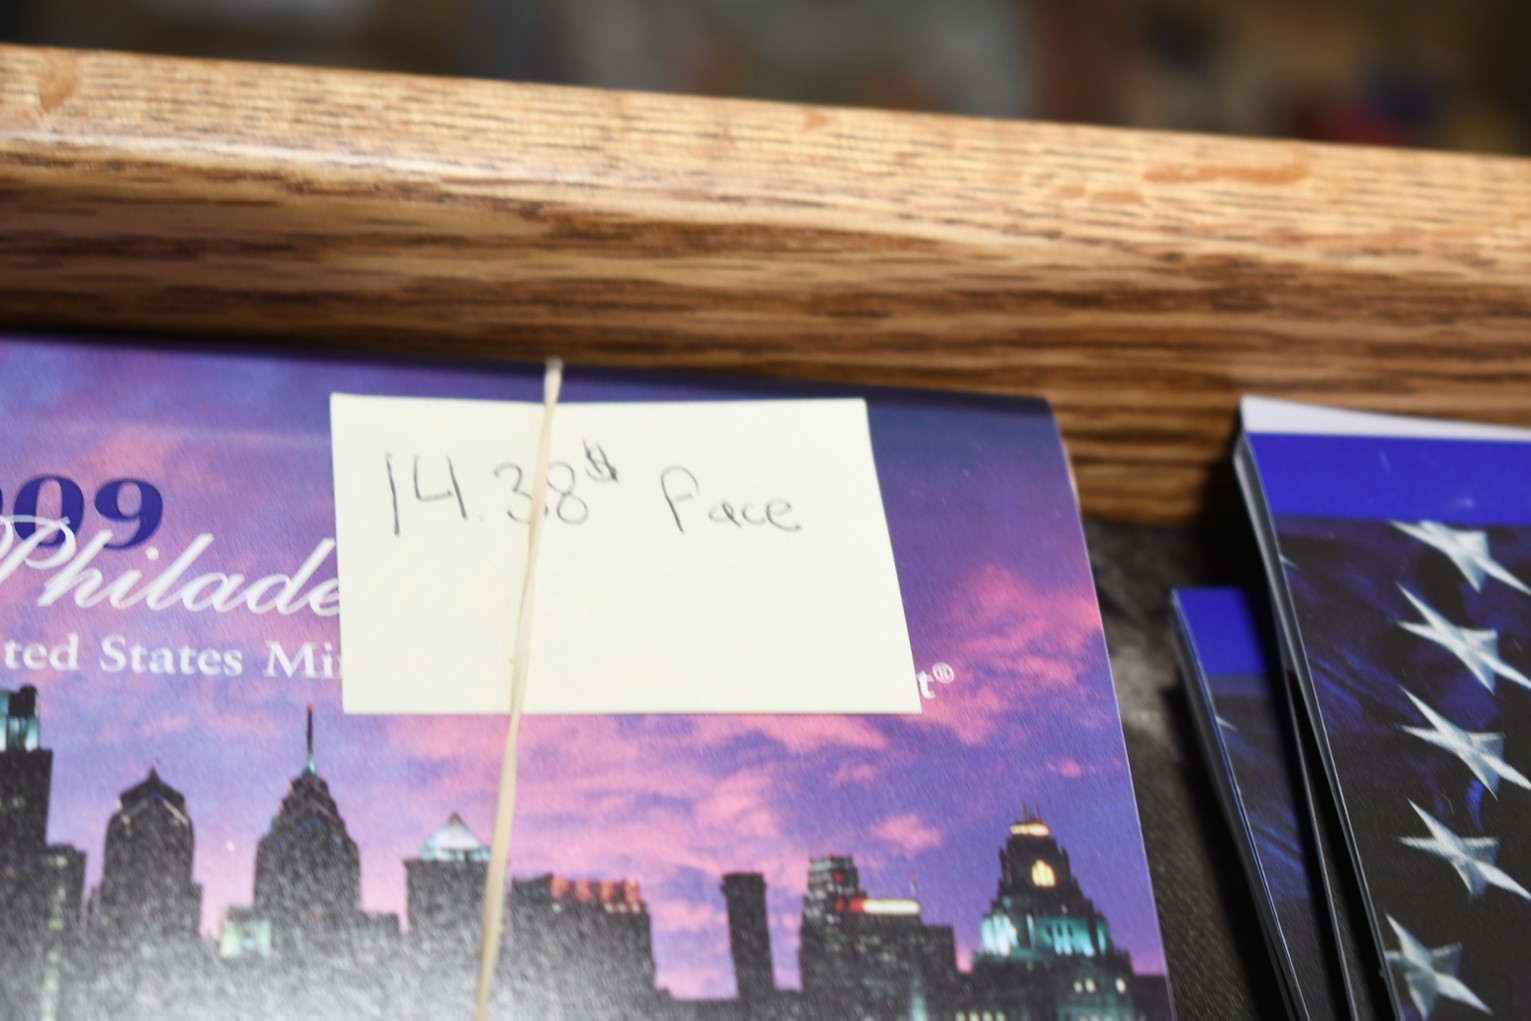 14.38$ Face
009
Philade
ted States Mi t®